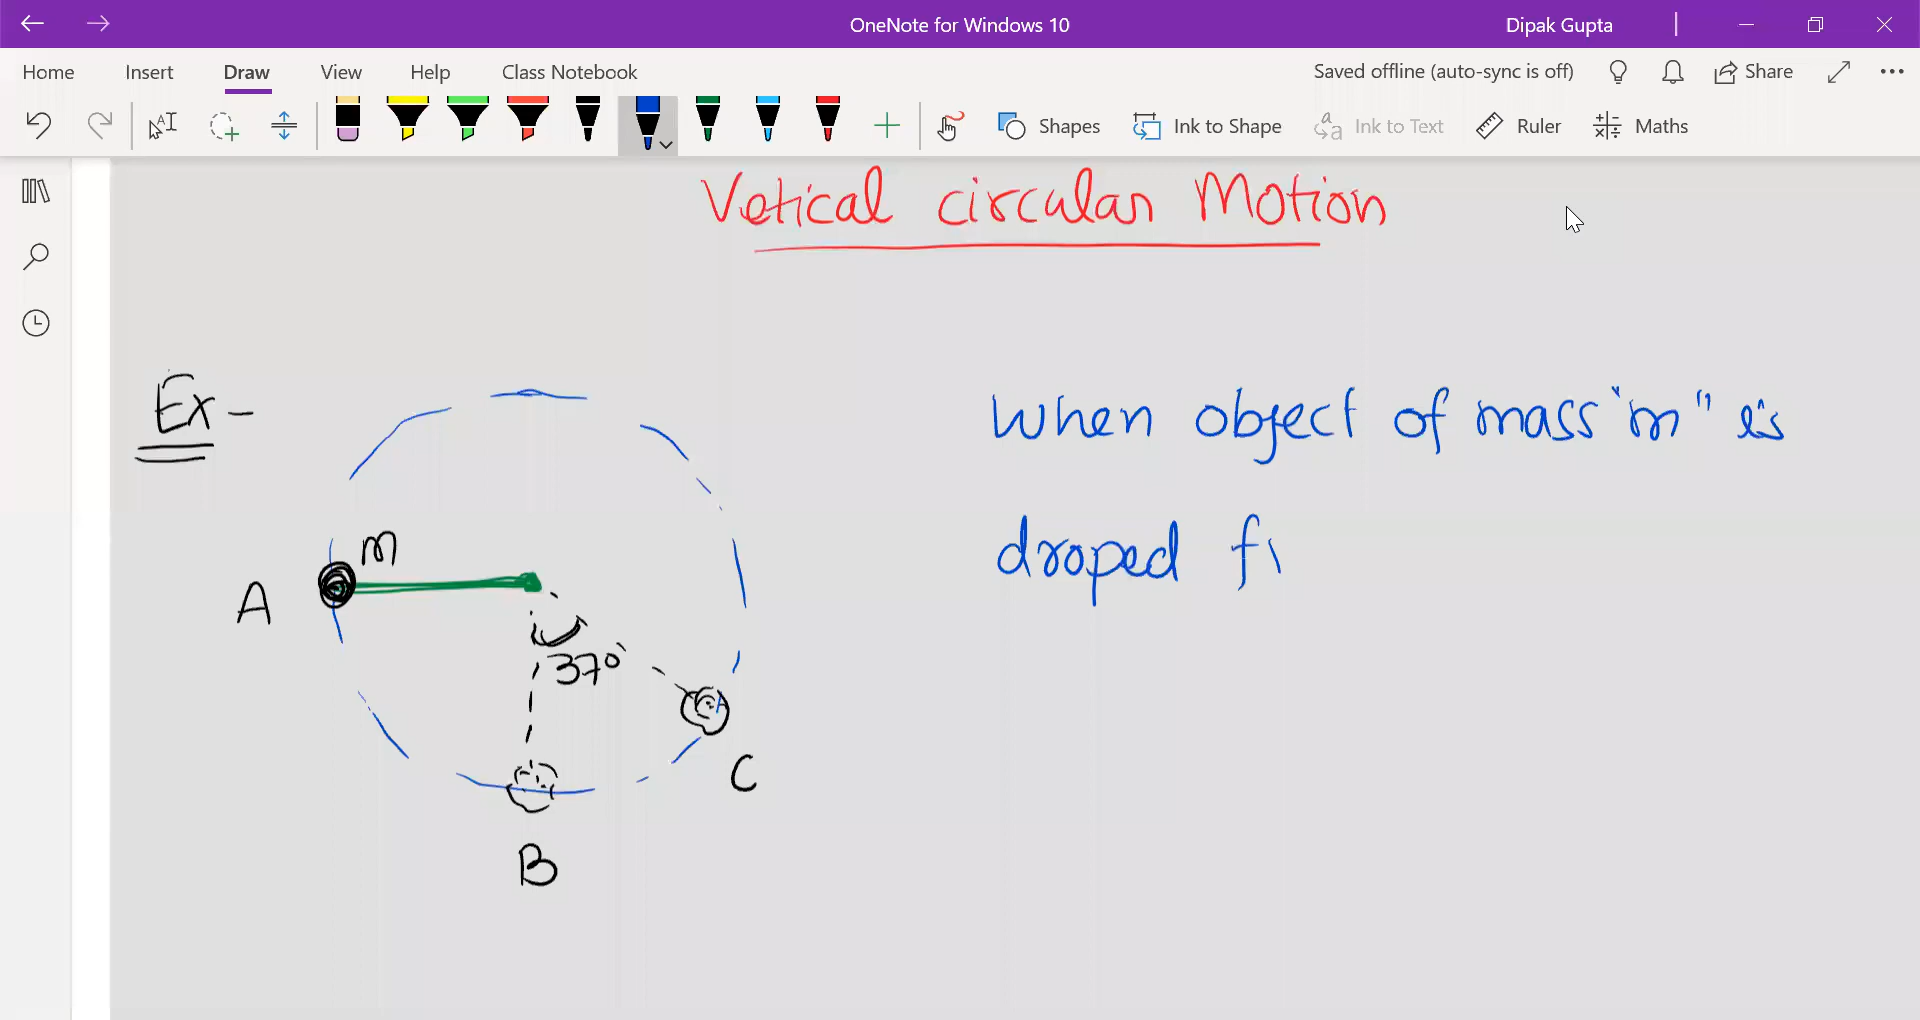 OneNote for Windows 10
Dipak Gupta
Home Insert Draw View Help Class Notebook
Saved offline (auto-sync is off) Share
Shapes Ink to Shape Ink to Text Ruler Maths
Vetical circular Motion
Ex-
When object of mass "m" is
droped fr
m
A
37°
C
B